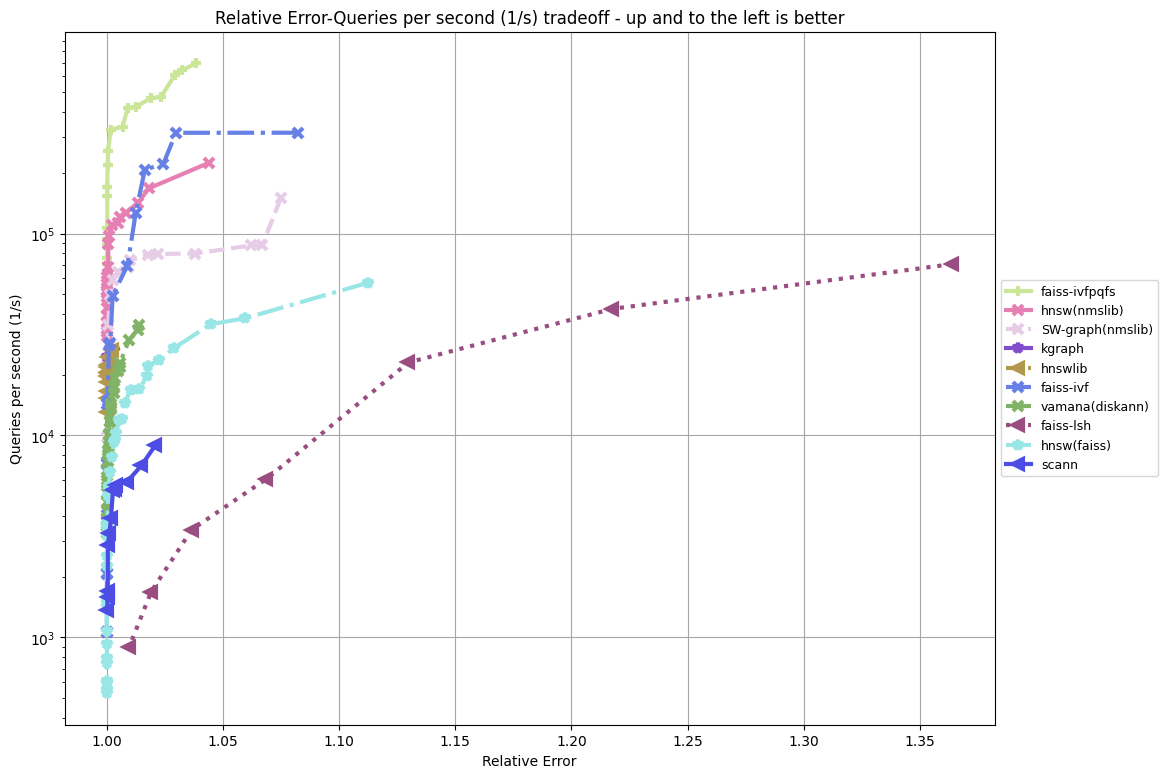 Relative Error-Queries per second (1/s) tradeoff - up and to the left is better
Queries per second (1/s)
10^5
10^4
10^3
1.00 1.05 1.10 1.15 1.20 1.25 1.30 1.35
Relative Error
faiss-ivfpqfs
hnsw(nmslib)
SW-graph(nmslib)
kgraph
hnswlib
faiss-ivf
vamana(diskann)
faiss-lsh
hnsw(faiss)
scann